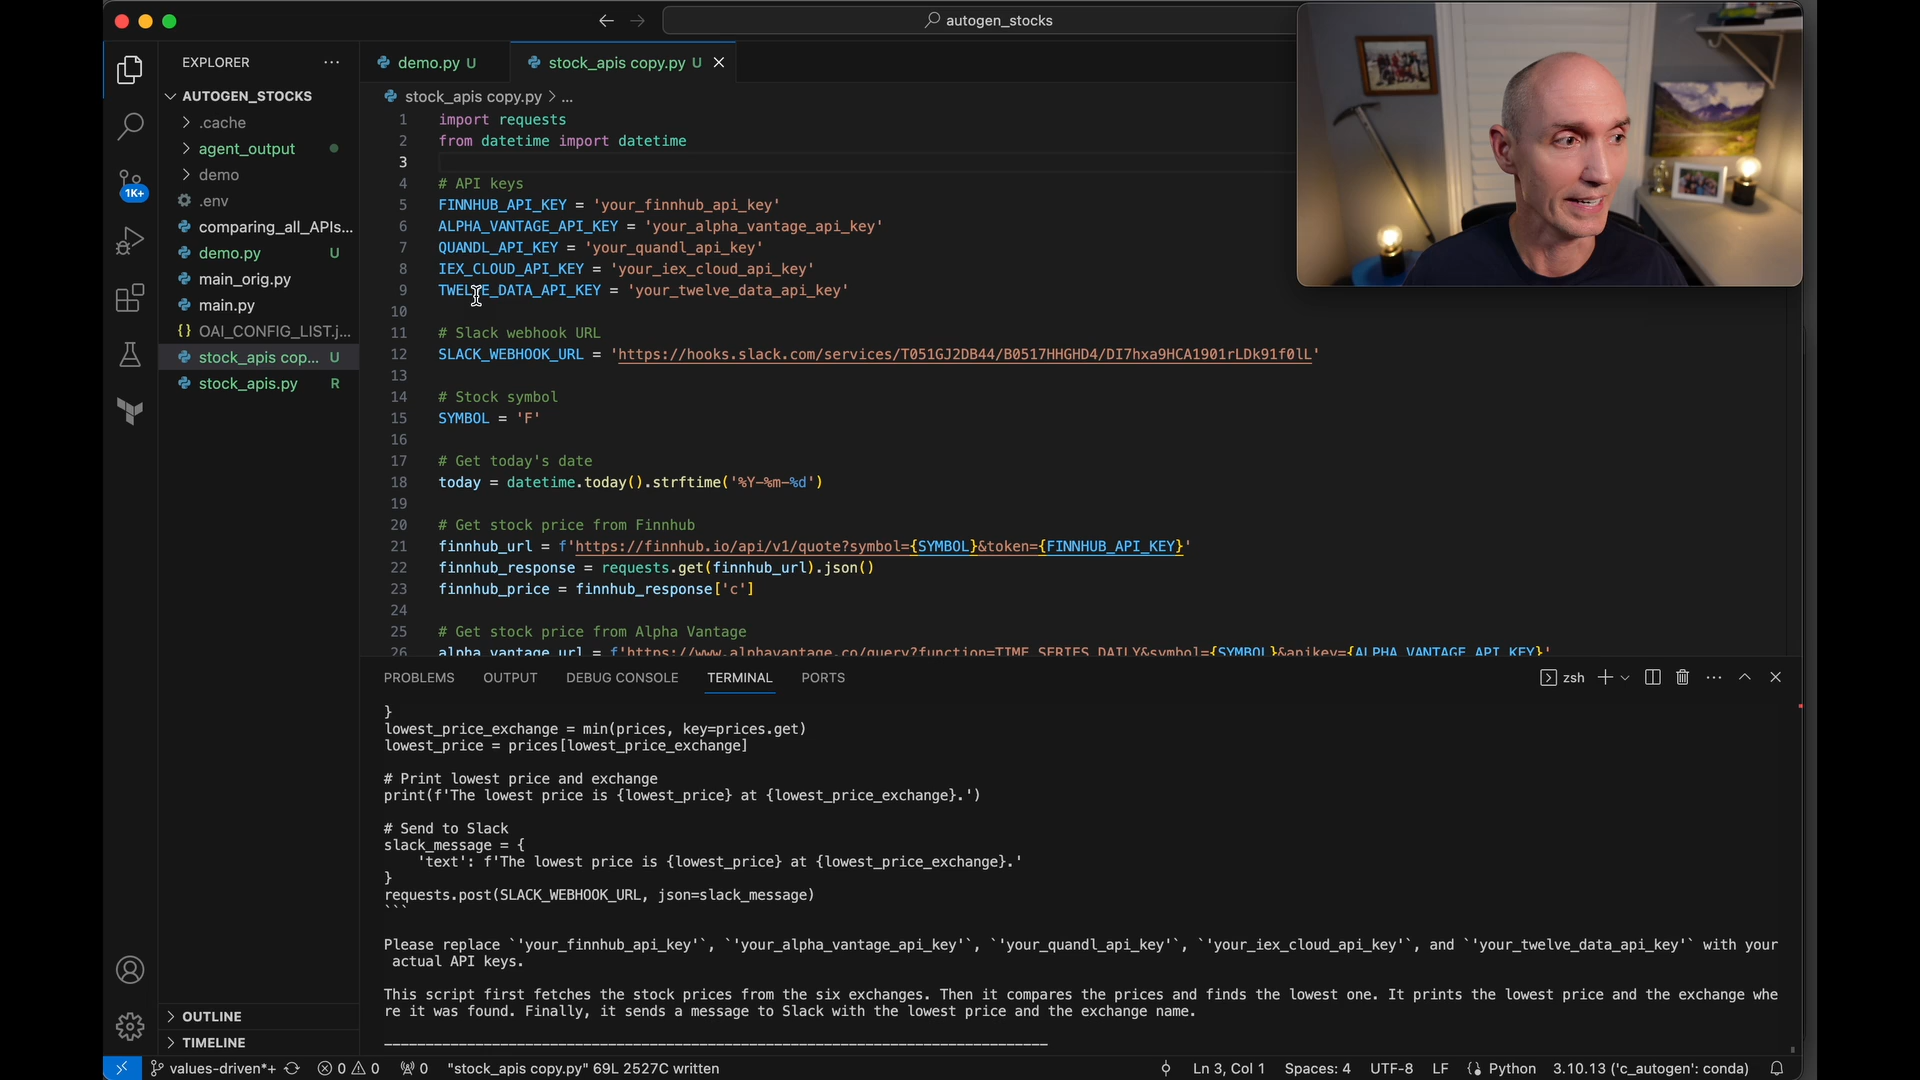 autogen_stocks
EXPLORER
AUTOGEN_STOCKS
.cache
agent_output
demo
.env
comparing_all_APIs...
demo.py U
main_orig.py
main.py
OAI_CONFIG_LIST.j...
stock_apis cop... U
stock_apis.py R
1K+
OUTLINE
TIMELINE
demo.py U
stock_apis copy.py U
stock_apis copy.py > ...
1 import requests
2 from datetime import datetime
3
4 # API keys
5 FINNHUB_API_KEY = 'your_finnhub_api_key'
6 ALPHA_VANTAGE_API_KEY = 'your_alpha_vantage_api_key'
7 QUANDL_API_KEY = 'your_quandl_api_key'
8 IEX_CLOUD_API_KEY = 'your_iex_cloud_api_key'
9 TWELVE_DATA_API_KEY = 'your_twelve_data_api_key'
10
11 # Slack webhook URL
12 SLACK_WEBHOOK_URL = 'https://hooks.slack.com/services/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'
13
14 # Stock symbol
15 SYMBOL = 'F'
16
17 # Get today's date
18 today = datetime.today().strftime('%Y-%m-%d')
19
20 # Get stock price from Finnhub
21 finnhub_url = f'https://finnhub.io/api/v1/quote?symbol={SYMBOL}&token={FINNHUB_API_KEY}'
22 finnhub_response = requests.get(finnhub_url).json()
23 finnhub_price = finnhub_response['c']
24
25 # Get stock price from Alpha Vantage
26 alpha_vantage_url = f'https://www.alphavantage.co/query?function=TIME_SERIES_DAILY&symbol={SYMBOL}&apikey={ALPHA_VANTAGE_API_KEY}'
PROBLEMS OUTPUT DEBUG CONSOLE TERMINAL PORTS
zsh
}
lowest_price_exchange = min(prices, key=prices.get)
lowest_price = prices[lowest_price_exchange]
# Print lowest price and exchange
print(f'The lowest price is {lowest_price} at {lowest_price_exchange}.')
# Send to Slack
slack_message = {
'text': f'The lowest price is {lowest_price} at {lowest_price_exchange}.'
}
requests.post(SLACK_WEBHOOK_URL, json=slack_message)
```
Please replace `'your_finnhub_api_key'`, `'your_alpha_vantage_api_key'`, `'your_quandl_api_key'`, `'your_iex_cloud_api_key'`, and `'your_twelve_data_api_key'` with your
actual API keys.
This script first fetches the stock prices from the six exchanges. Then it compares the prices and finds the lowest one. It prints the lowest price and the exchange whe
re it was found. Finally, it sends a message to Slack with the lowest price and the exchange name.
--------------------------------------------------------------------------------
values-driven*+ 0 0 0 "stock_apis copy.py" 69L 2527C written Ln 3, Col 1 Spaces: 4 UTF-8 LF Python 3.10.13 ('c_autogen': conda)